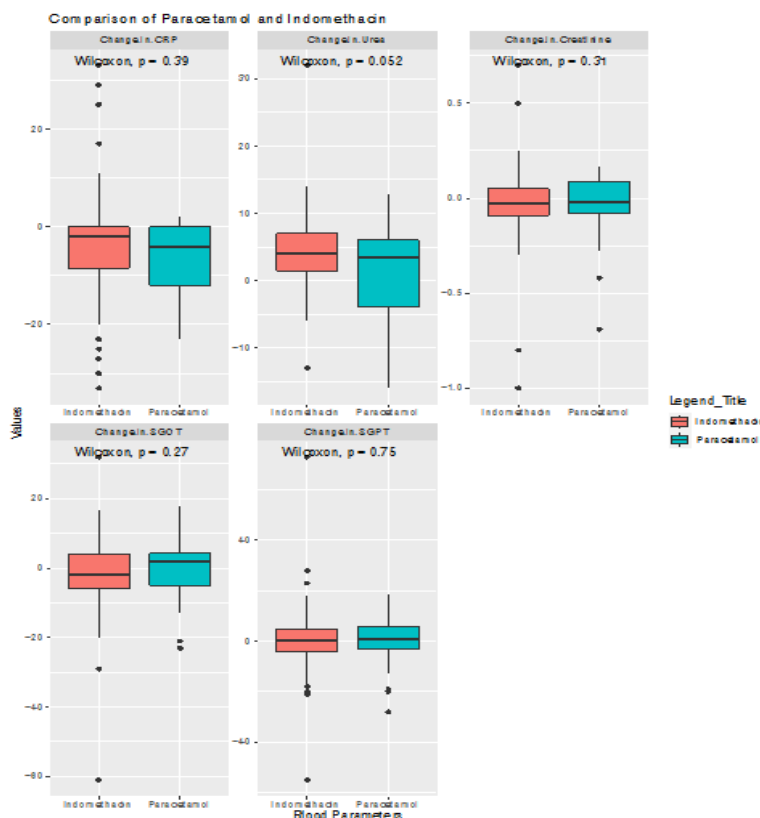 Comparison of Paracetamol and Indomethacin
Change.in.CRP
Change.in.Urea
Change.in.Creatinine
Wilcoxon, p = 0.39
Wilcoxon, p = 0.052
Wilcoxon, p = 0.31
20
0
−20
30
20
10
0
−10
0.5
0.0
−0.5
−1.0
Indomethacin
Paracetamol
Indomethacin
Paracetamol
Indomethacin
Paracetamol
Values
Legend_Title
Indomethacin
Paracetamol
Change.in.SGOT
Change.in.SGPT
Wilcoxon, p = 0.27
Wilcoxon, p = 0.75
20
0
−20
−40
−60
40
0
−40
Indomethacin
Paracetamol
Indomethacin
Paracetamol
Blood Parameters